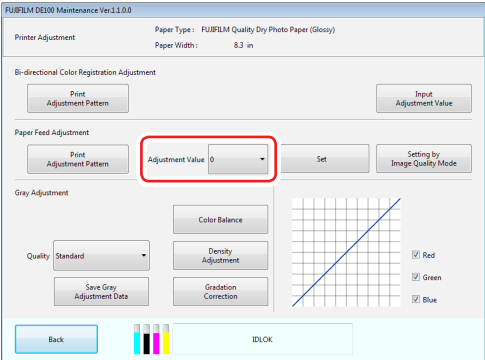 FUJIFILM DE100 Maintenance Ver.1.1.0.0
Printer Adjustment
Paper Type : FUJIFILM Quality Dry Photo Paper (Glossy)
Paper Width : 8.3 in
Bi-directional Color Registration Adjustment
Print
Adjustment Pattern
Input
Adjustment Value
Paper Feed Adjustment
Print
Adjustment Pattern
Adjustment Value 0
Set
Setting by
Image Quality Mode
Gray Adjustment
Color Balance
Quality Standard
Density
Adjustment
Save Gray
Adjustment Data
Gradation
Correction
Red
Green
Blue
Back
IDLOK